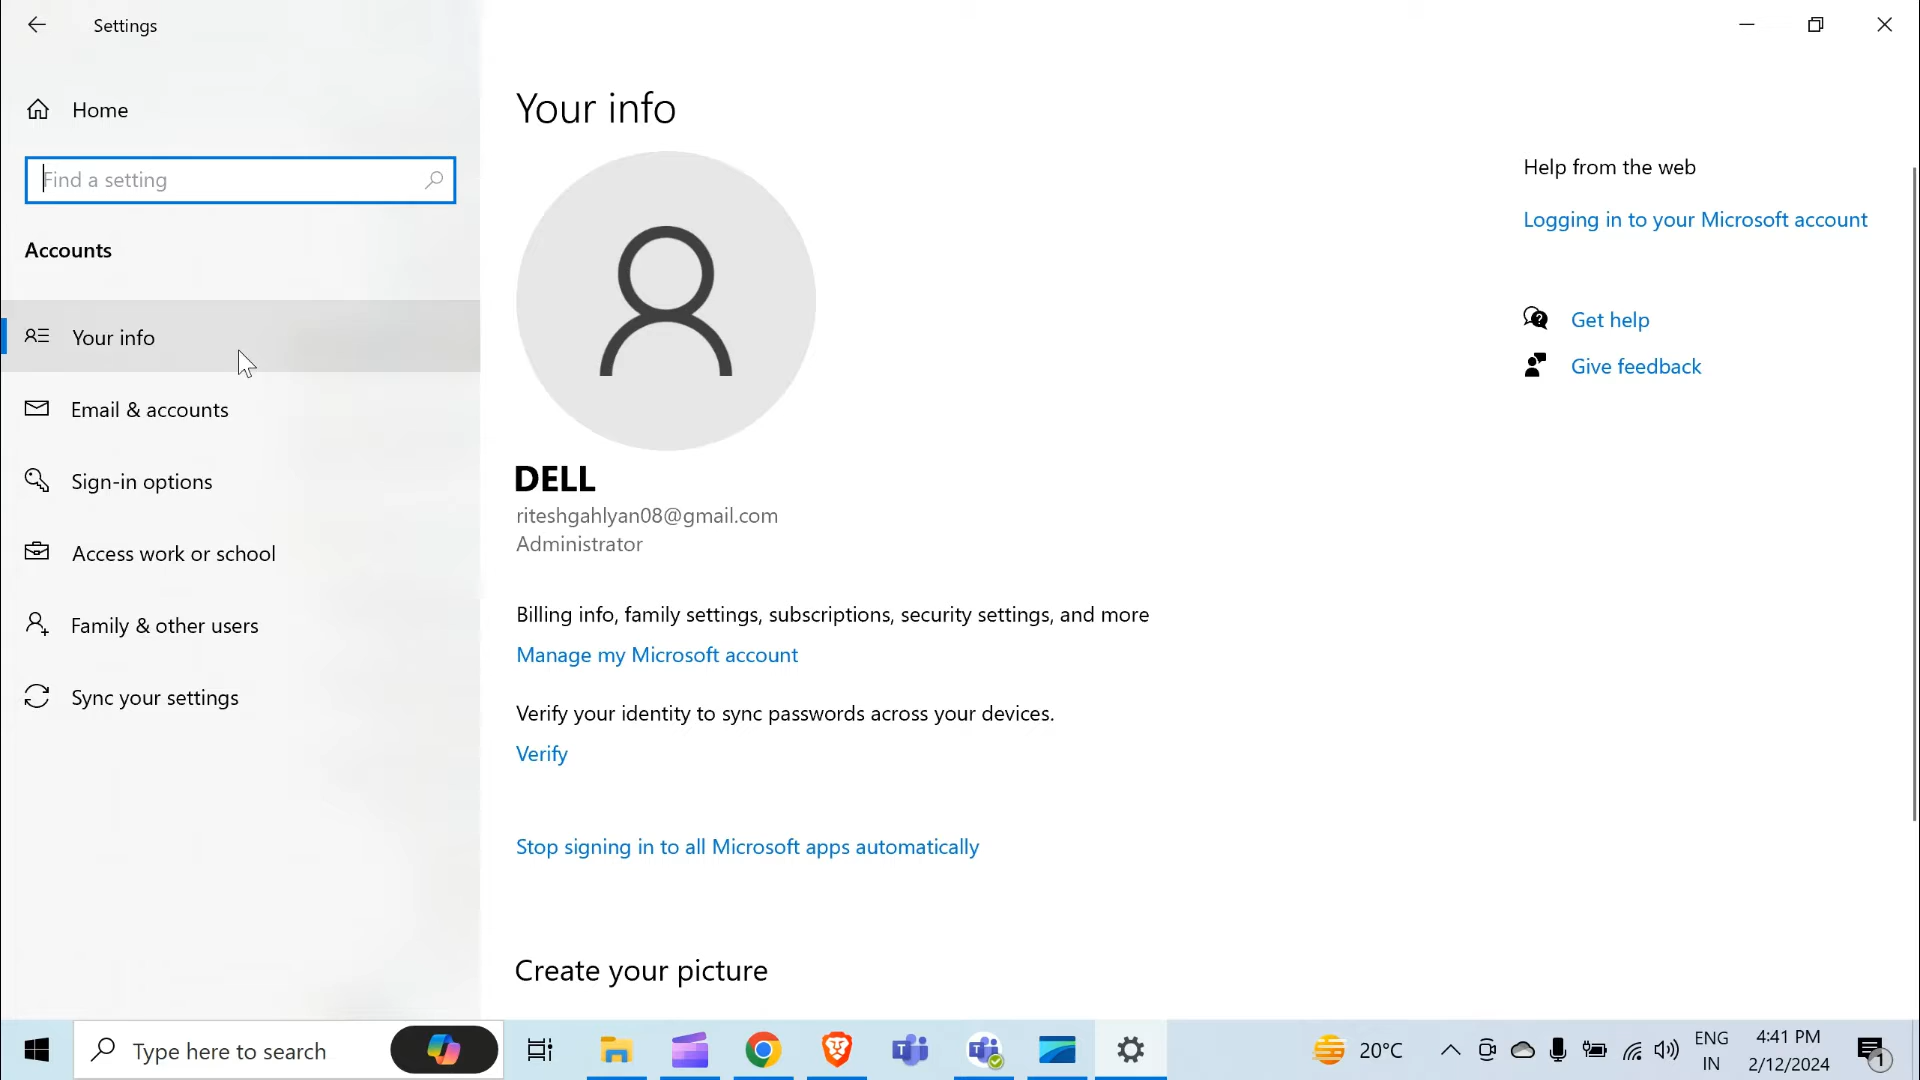 Settings
Home
Find a setting
Accounts
Your info
Email & accounts
Sign-in options
Access work or school
Family & other users
Sync your settings
Your info
DELL
riteshgahlyan08@gmail.com
Administrator
Billing info, family settings, subscriptions, security settings, and more
Manage my Microsoft account
Verify your identity to sync passwords across your devices.
Verify
Stop signing in to all Microsoft apps automatically
Create your picture
Help from the web
Logging in to your Microsoft account
Get help
Give feedback
Type here to search
20°C
ENG
IN
4:41 PM
2/12/2024
1